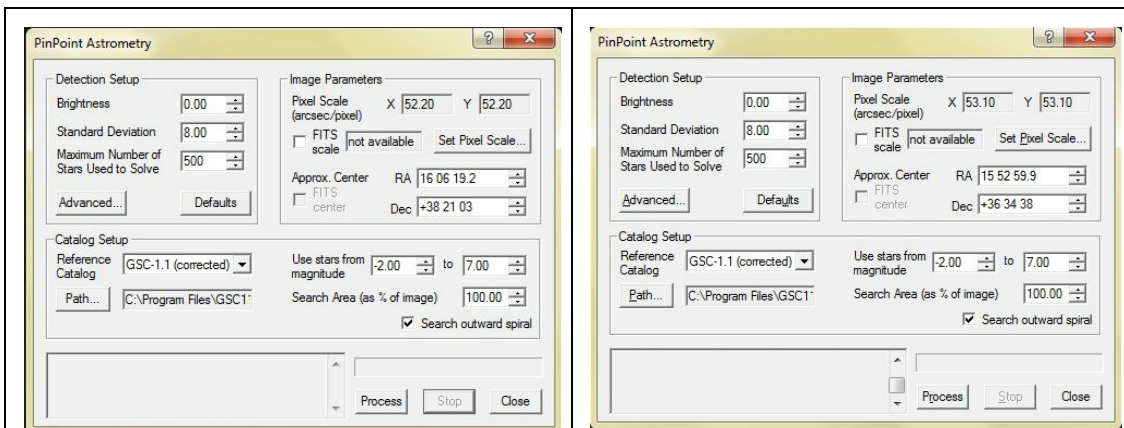 PinPoint Astrometry
Detection Setup
Brightness 0.00
Standard Deviation 8.00
Maximum Number of
Stars Used to Solve 500
Advanced... Defaults
Image Parameters
Pixel Scale
(arcsec/pixel) X 52.20 Y 52.20
FITS
scale not available Set Pixel Scale...
Approx. Center RA 16 06 19.2
FITS
center Dec +38 21 03
Catalog Setup
Reference
Catalog GSC-1.1 (corrected)
Path... C:\Program Files\GSC1
Use stars from
magnitude -2.00 to 7.00
Search Area (as % of image) 100.00
Search outward spiral
Process Stop Close
PinPoint Astrometry
Detection Setup
Brightness 0.00
Standard Deviation 8.00
Maximum Number of
Stars Used to Solve 500
Advanced... Defaults
Image Parameters
Pixel Scale
(arcsec/pixel) X 53.10 Y 53.10
FITS
scale not available Set Pixel Scale...
Approx. Center RA 15 52 59.9
FITS
center Dec +36 34 38
Catalog Setup
Reference
Catalog GSC-1.1 (corrected)
Path... C:\Program Files\GSC1
Use stars from
magnitude -2.00 to 7.00
Search Area (as % of image) 100.00
Search outward spiral
Process Stop Close